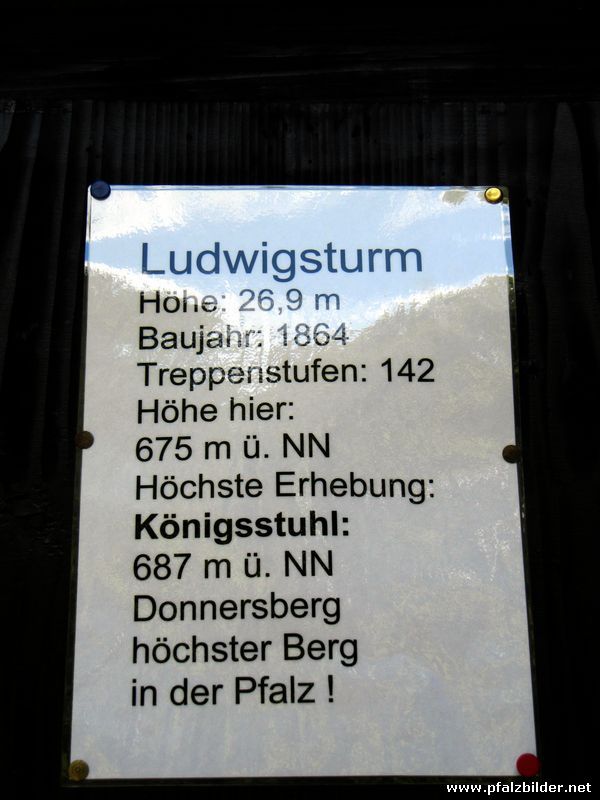 Ludwigsturm
Höhe: 26,9 m
Baujahr: 1864
Treppenstufen: 142
Höhe hier:
675 m ü. NN
Höchste Erhebung:
Königsstuhl:
687 m ü. NN
Donnersberg
höchster Berg
in der Pfalz !
www.pfalzbilder.net